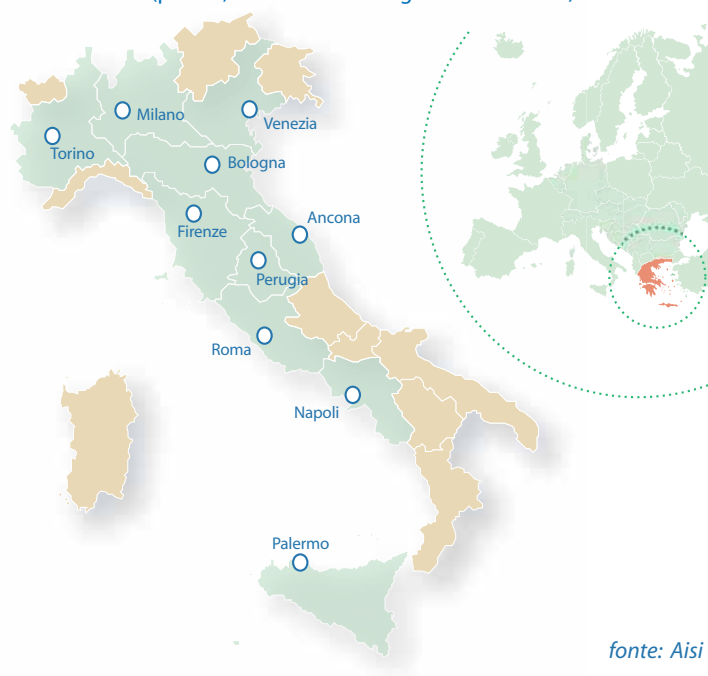 Milano
Venezia
Torino
Bologna
Firenze
Ancona
Perugia
Roma
Napoli
Palermo
fonte: Aisi